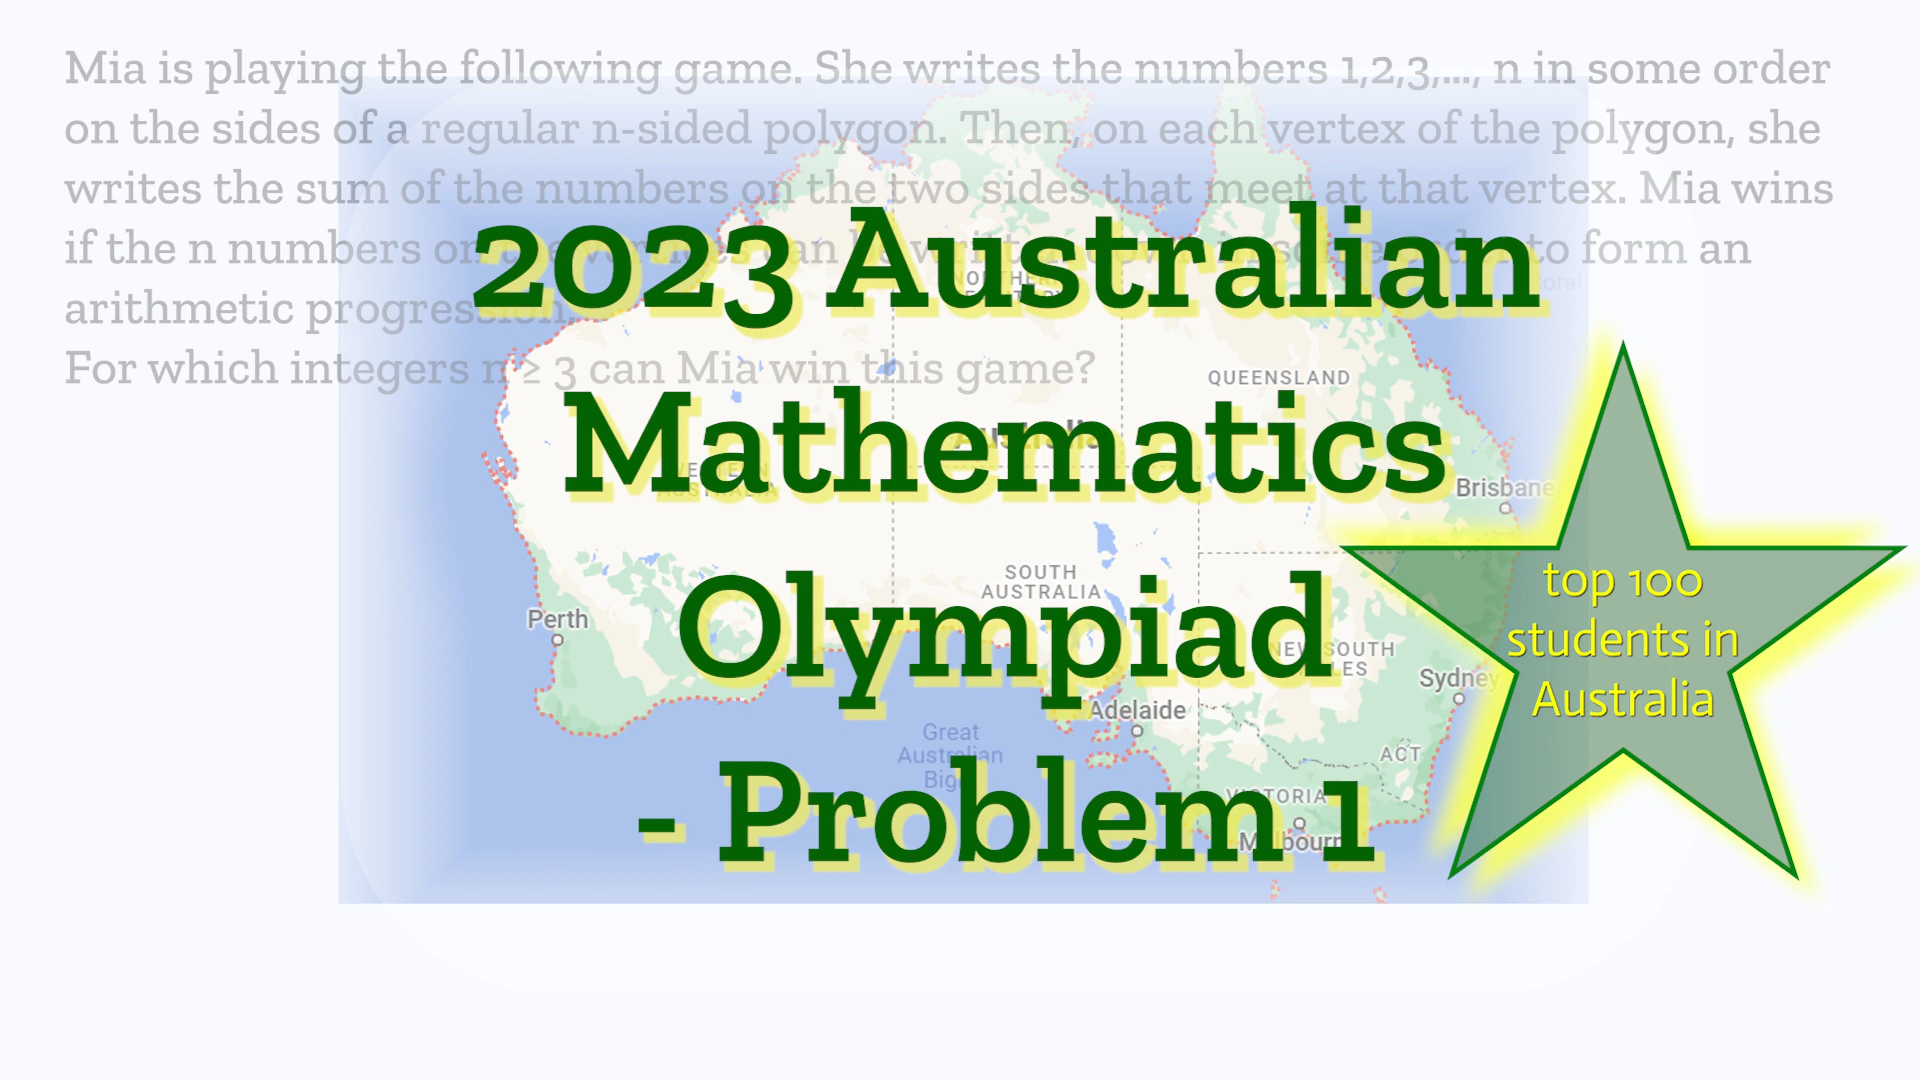 Mia is playing the following game. She writes the numbers 1,2,3,..., n in some order
on the sides of a regular n-sided polygon. Then, on each vertex of the polygon, she
writes the sum of the numbers on the two sides that meet at that vertex. Mia wins
if the n numbers on to form an
arithmetic progression.
For which integers n ≥ 3 can Mia win this game?
2023 Australian
Mathematics
Olympiad
- Problem 1
QUEENSLAND
Brisbane
SOUTH
AUSTRALIA
Perth
top 100
students in
Australia
Sydney
Adelaide
Great
Australian
ACT
VICTORIA